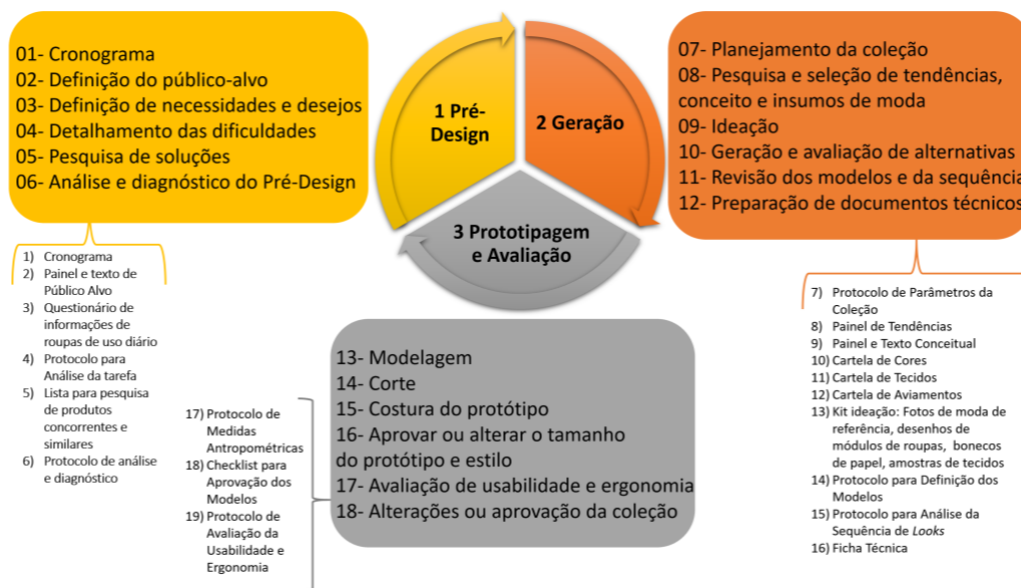 01- Cronograma
02- Definição do público-alvo
03- Definição de necessidades e desejos
04- Detalhamento das dificuldades
05- Pesquisa de soluções
06- Análise e diagnóstico do Pré-Design
1 Pré-
Design
2 Geração
3 Prototipagem
e Avaliação
07- Planejamento da coleção
08- Pesquisa e seleção de tendências,
conceito e insumos de moda
09- Ideação
10- Geração e avaliação de alternativas
11- Revisão dos modelos e da sequência
12- Preparação de documentos técnicos
1) Cronograma
2) Painel e texto de
Público Alvo
3) Questionário de
informações de
roupas de uso diário
4) Protocolo para
Análise da tarefa
5) Lista para pesquisa
de produtos
concorrentes e
similares
6) Protocolo de análise
e diagnóstico
17) Protocolo de
Medidas
Antropométricas
18) Checklist para
Aprovação dos
Modelos
19) Protocolo de
Avaliação da
Usabilidade e
Ergonomia
13- Modelagem
14- Corte
15- Costura do protótipo
16- Aprovar ou alterar o tamanho
do protótipo e estilo
17- Avaliação de usabilidade e ergonomia
18- Alterações ou aprovação da coleção
7) Protocolo de Parâmetros da
Coleção
8) Painel de Tendências
9) Painel e Texto Conceitual
10) Cartela de Cores
11) Cartela de Tecidos
12) Cartela de Aviamentos
13) Kit ideação: Fotos de moda de
referência, desenhos de
módulos de roupas, bonecos
de papel, amostras de tecidos
14) Protocolo para Definição dos
Modelos
15) Protocolo para Análise da
Sequência de Looks
16) Ficha Técnica